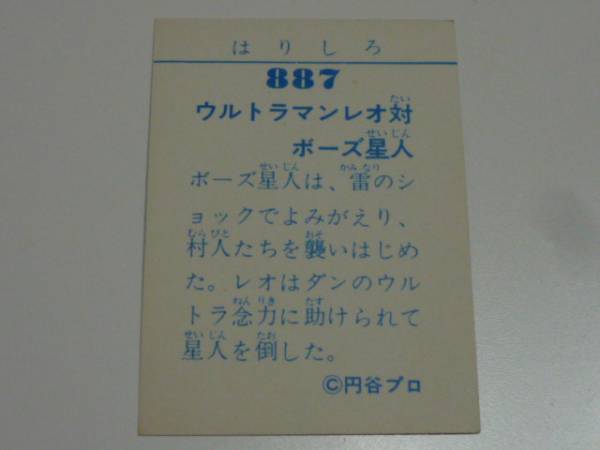 はりしろ
887
ウルトラマンレオ対
ボーズ星人
ボーズ星人は、雷のシ
ョックでよみがえり、
村人たちを襲いはじめ
た。レオはダンのウル
トラ念力に助けられて
星人を倒した。
©円谷プロ